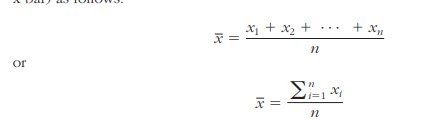 x̄ = (x₁ + x₂ + ··· + xₙ) / n
or
x̄ = ∑ⁿᵢ₌₁ xᵢ / n